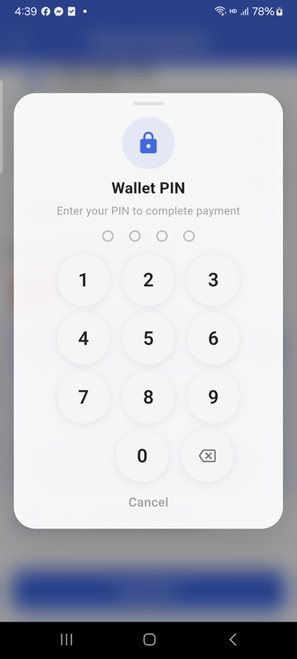 4:39 HD 78%
Wallet PIN
Enter your PIN to complete payment
1 2 3
4 5 6
7 8 9
0
Cancel